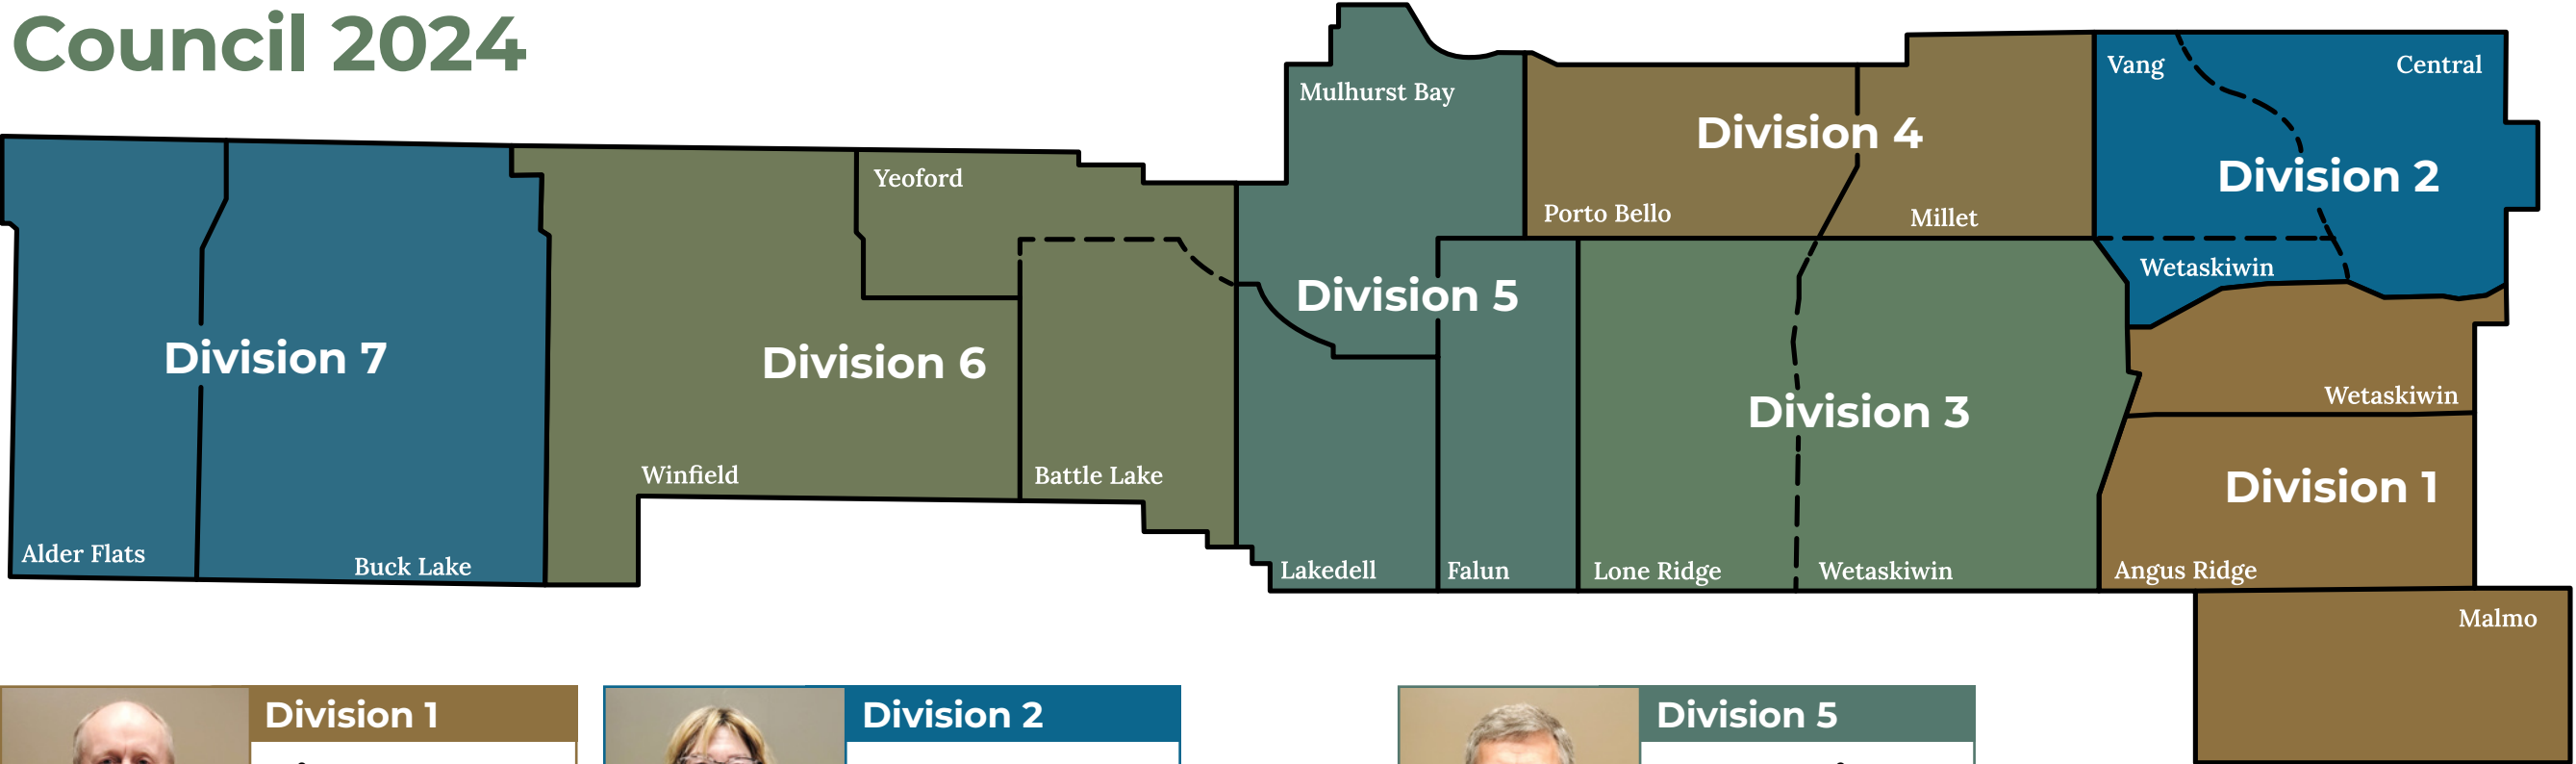 Council 2024
Vang
Central
Mulhurst Bay
Division 4
Yeoford
Division 2
Porto Bello
Millet
Wetaskiwin
Division 5
Division 7
Division 6
Wetaskiwin
Division 3
Winfield
Battle Lake
Division 1
Alder Flats
Buck Lake
Lakedell
Falun
Lone Ridge
Wetaskiwin
Angus Ridge
Malmo
Division 1
Division 2
Division 5